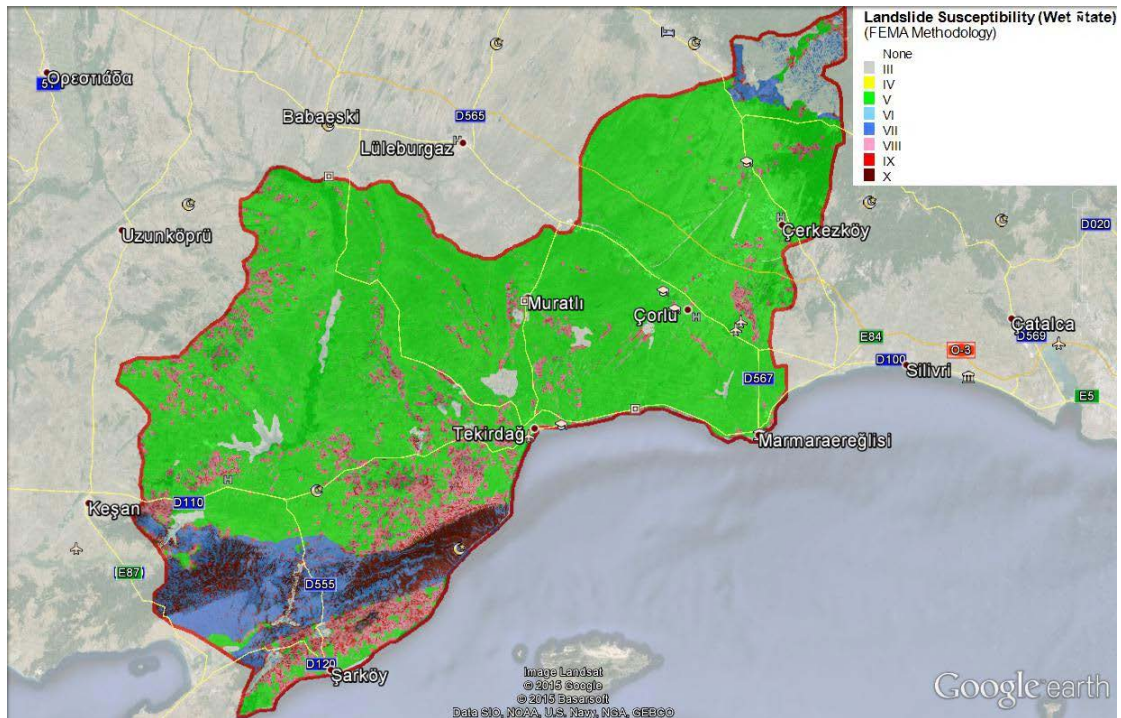 Landslide Susceptibility (Wet ñtate)
(FEMA Methodology)
None
III
IV
V
VI
VII
VIII
IX
X
Ορεστιάδα
51
Babaeski
D565
Lüleburgaz
H
Uzunköprü
D020
H
Çerkezköy
Muratlı
Çorlu
H
Çatalca
D569
E84
O-3
D100
Silivri
D567
E5
Tekirdağ
Marmaraereğlisi
H
D110
Keşan
E87
D555
D120
Şarköy
Image Landsat
© 2015 Google
© 2015 Basarsoft
Data SIO, NOAA, U.S. Navy, NGA, GEBCO
Google earth